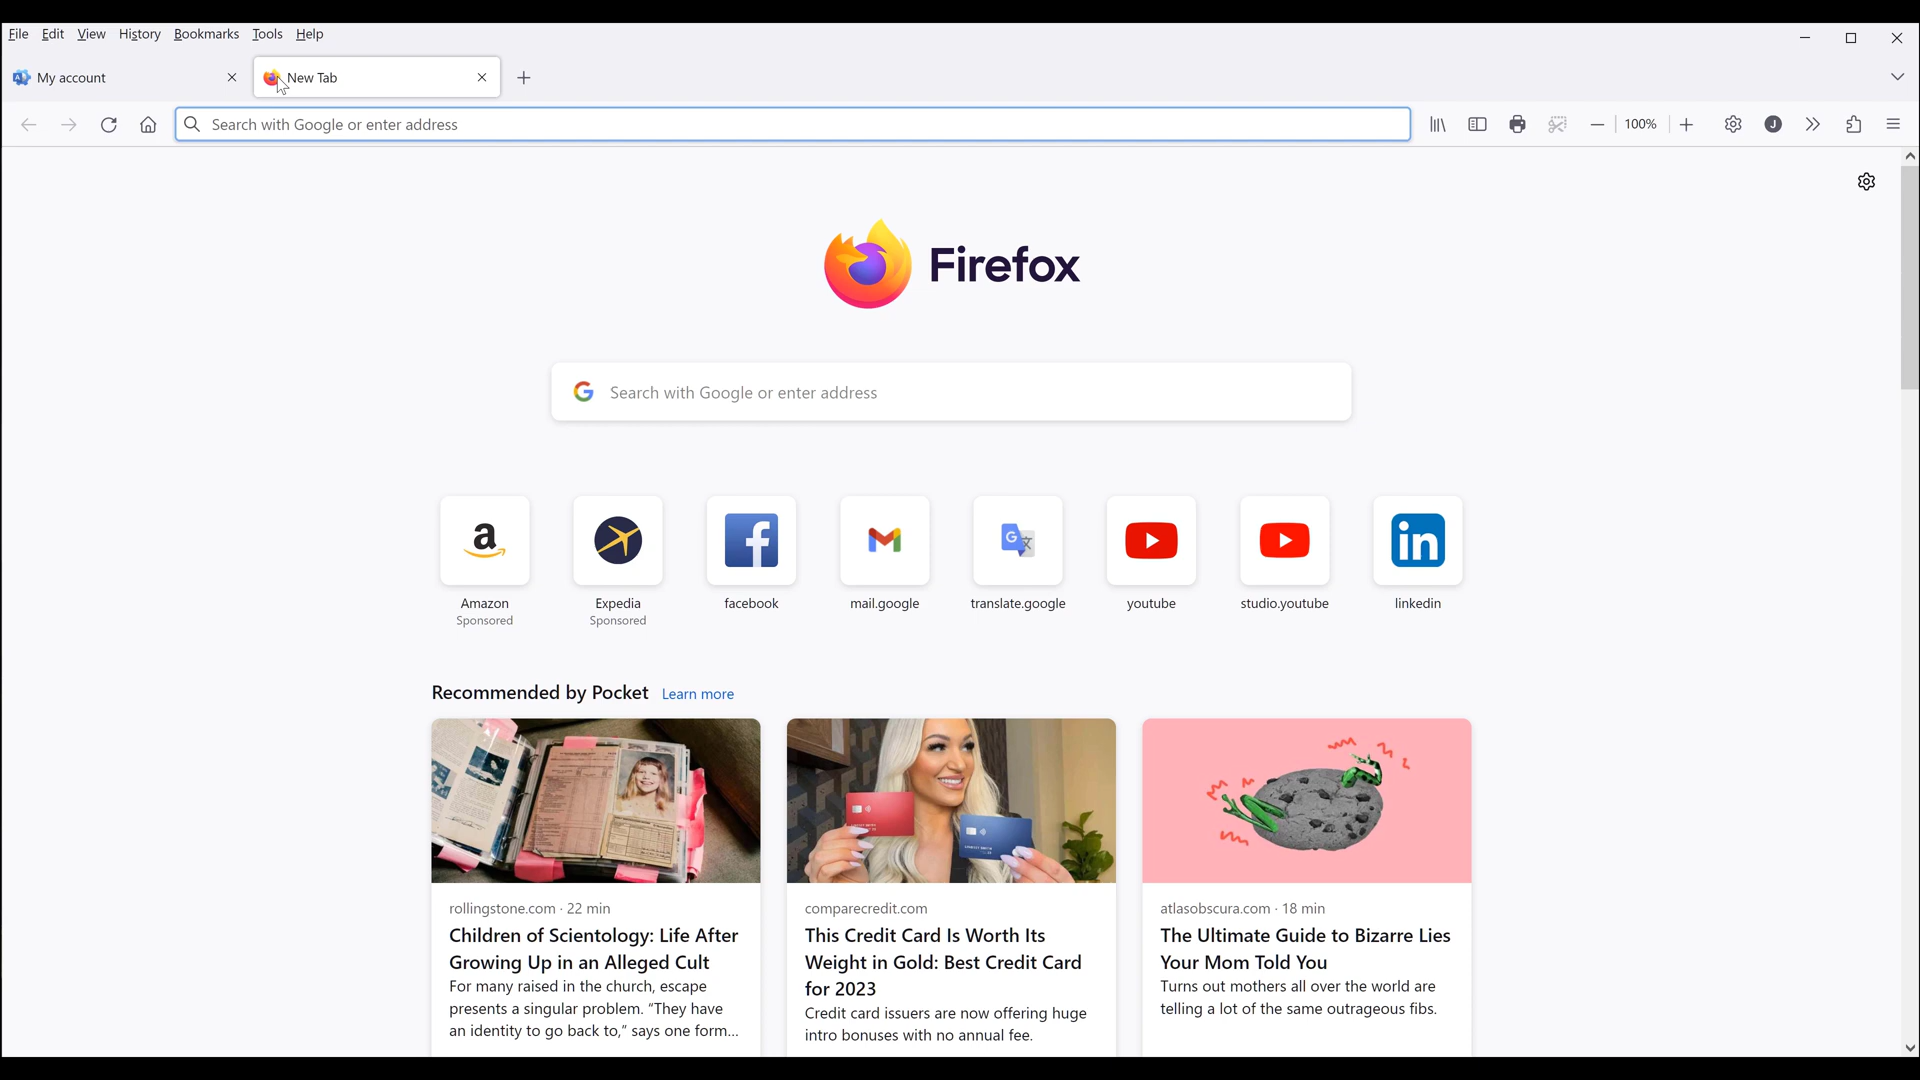 File Edit View History Bookmarks Tools Help
My account
New Tab
Search with Google or enter address
100%
J
Firefox
Search with Google or enter address
Amazon
Sponsored
Expedia
Sponsored
facebook
mail.google
translate.google
youtube
studio.youtube
linkedin
Recommended by Pocket Learn more
rollingstone.com · 22 min
Children of Scientology: Life After
Growing Up in an Alleged Cult
For many raised in the church, escape
presents a singular problem. “They have
an identity to go back to,” says one form...
comparecredit.com
This Credit Card Is Worth Its
Weight in Gold: Best Credit Card
for 2023
Credit card issuers are now offering huge
intro bonuses with no annual fee.
atlasobscura.com · 18 min
The Ultimate Guide to Bizarre Lies
Your Mom Told You
Turns out mothers all over the world are
telling a lot of the same outrageous fibs.